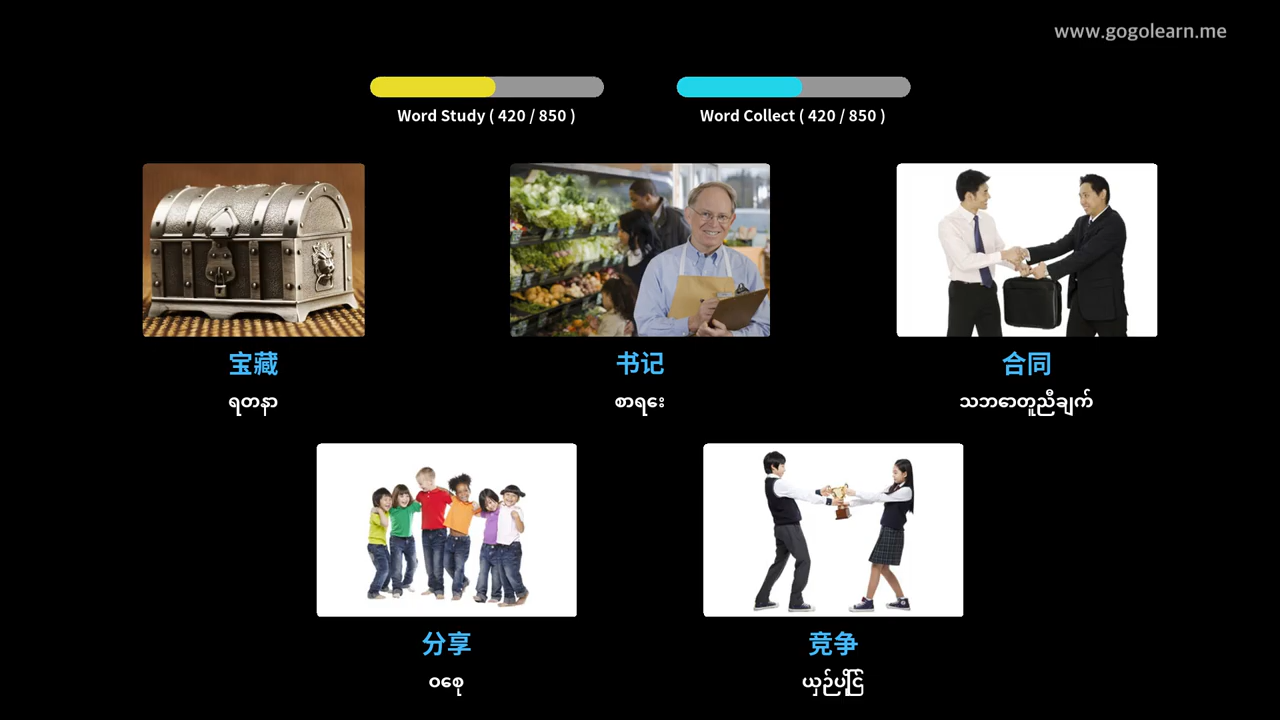 www.gogolearn.me
Word Study ( 420 / 850 )
Word Collect ( 420 / 850 )
宝藏
ရတနာ
书记
စာရေး
合同
သဘောတူညီချက်
分享
ဝေစု
竞争
ယှဉ်ပြိုင်